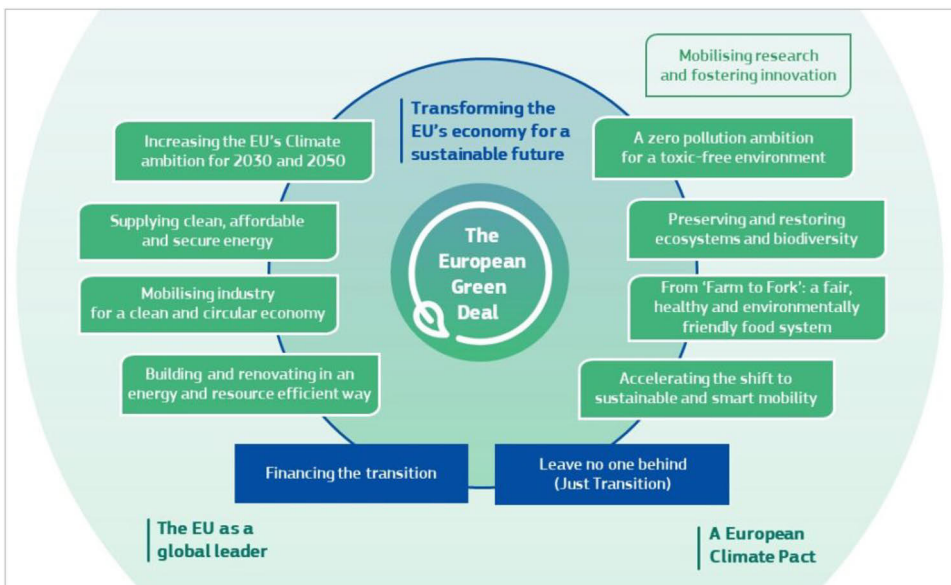 Mobilising research
and fostering innovation
Transforming the
EU's economy for a
sustainable future
Increasing the EU's Climate
ambition for 2030 and 2050
A zero pollution ambition
for a toxic-free environment
Supplying clean, affordable
and secure energy
Preserving and restoring
ecosystems and biodiversity
The
European
Green
Deal
Mobilising industry
for a clean and circular economy
From 'Farm to Fork': a fair,
healthy and environmentally
friendly food system
Building and renovating in an
energy and resource efficient way
Accelerating the shift to
sustainable and smart mobility
Financing the transition
Leave no one behind
(Just Transition)
The EU as a
global leader
A European
Climate Pact